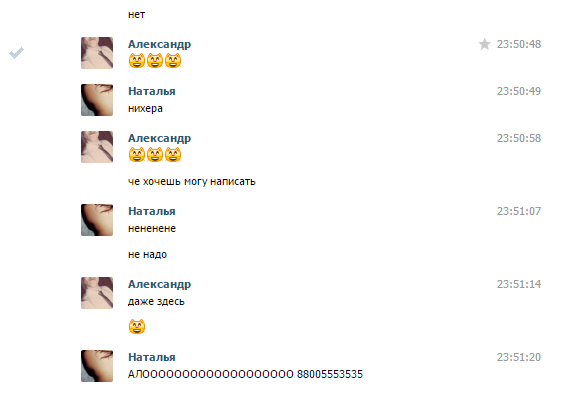 нет
Александр 23:50:48
Наталья 23:50:49
нихера
Александр 23:50:58
че хочешь могу написать
Наталья 23:51:07
нененене
не надо
Александр 23:51:14
даже здесь
Наталья 23:51:20
АЛООООООООООООООООООО 88005553535